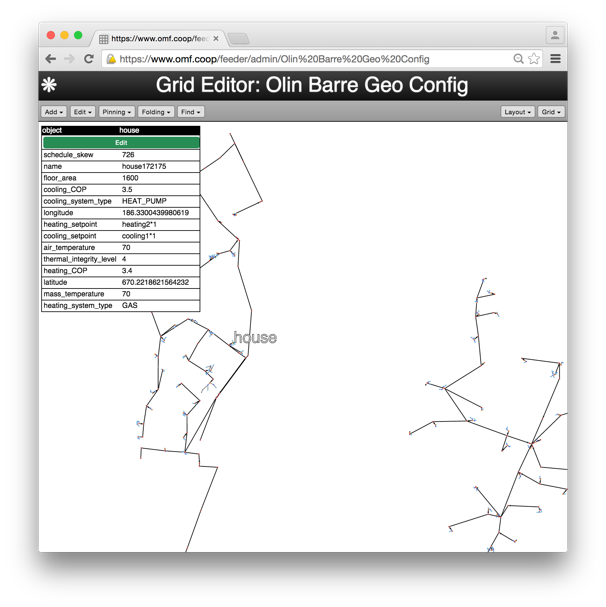 https://www.omf.coop/fe
https://www.omf.coop/feeder/admin/Olin%20Barre%20Geo%20Config
Grid Editor: Olin Barre Geo Config
Add Edit Pinning Folding Find Layout Grid
object house
Edit
schedule_skew 726
name house172175
floor_area 1600
cooling_COP 3.5
cooling_system_type HEAT_PUMP
longitude 186.3300439980619
heating_setpoint heating2*1
cooling_setpoint cooling1*1
air_temperature 70
thermal_integrity_level 4
heating_COP 3.4
latitude 670.2218621564232
mass_temperature 70
heating_system_type GAS
house